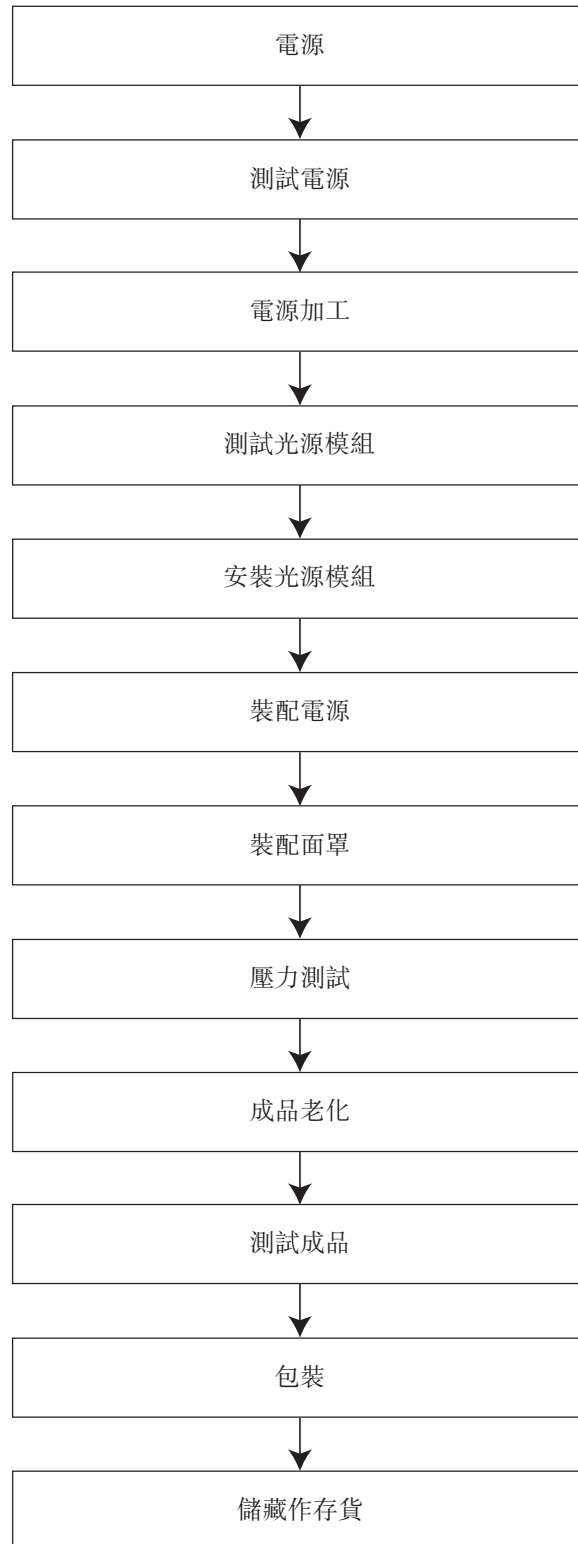 電源
測試電源
電源加工
測試光源模組
安裝光源模組
裝配電源
裝配面罩
壓力測試
成品老化
測試成品
包裝
儲藏作存貨